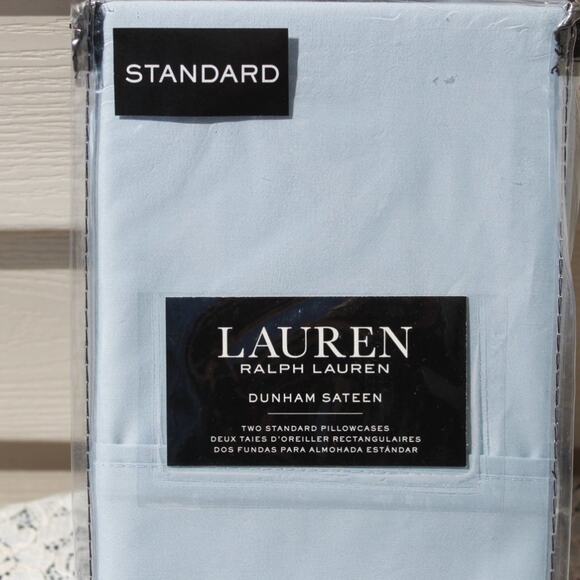 STANDARD
LAUREN
RALPH LAUREN
DUNHAM SATEEN
TWO STANDARD PILLOWCASES
DEUX TAIES D'OREILLER RECTANGULAIRES
DOS FUNDAS PARA ALMOHADA ESTÁNDAR